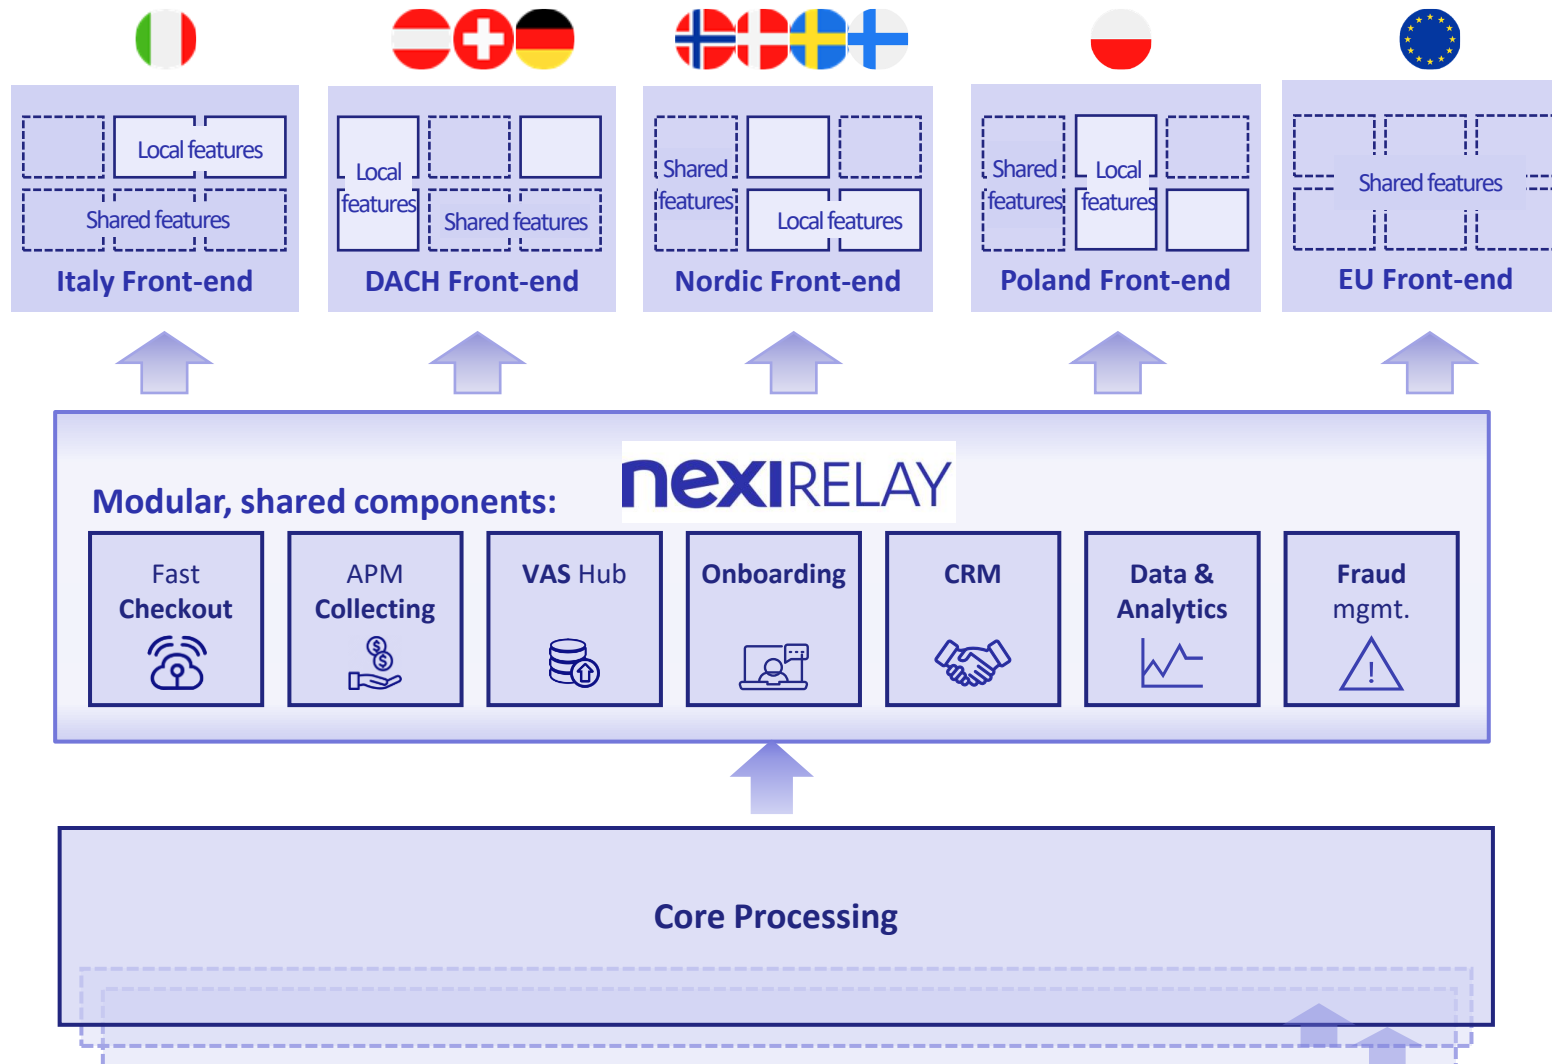 Local features
Shared features
Italy Front-end
Local
features
Shared features
DACH Front-end
Shared
features
Local features
Nordic Front-end
Shared
features
Local
features
Poland Front-end
Shared features
EU Front-end
nexiRELAY
Modular, shared components:
Fast
Checkout
APM
Collecting
VAS Hub
Onboarding
CRM
Data &
Analytics
Fraud
mgmt.
$
$
!
Core Processing